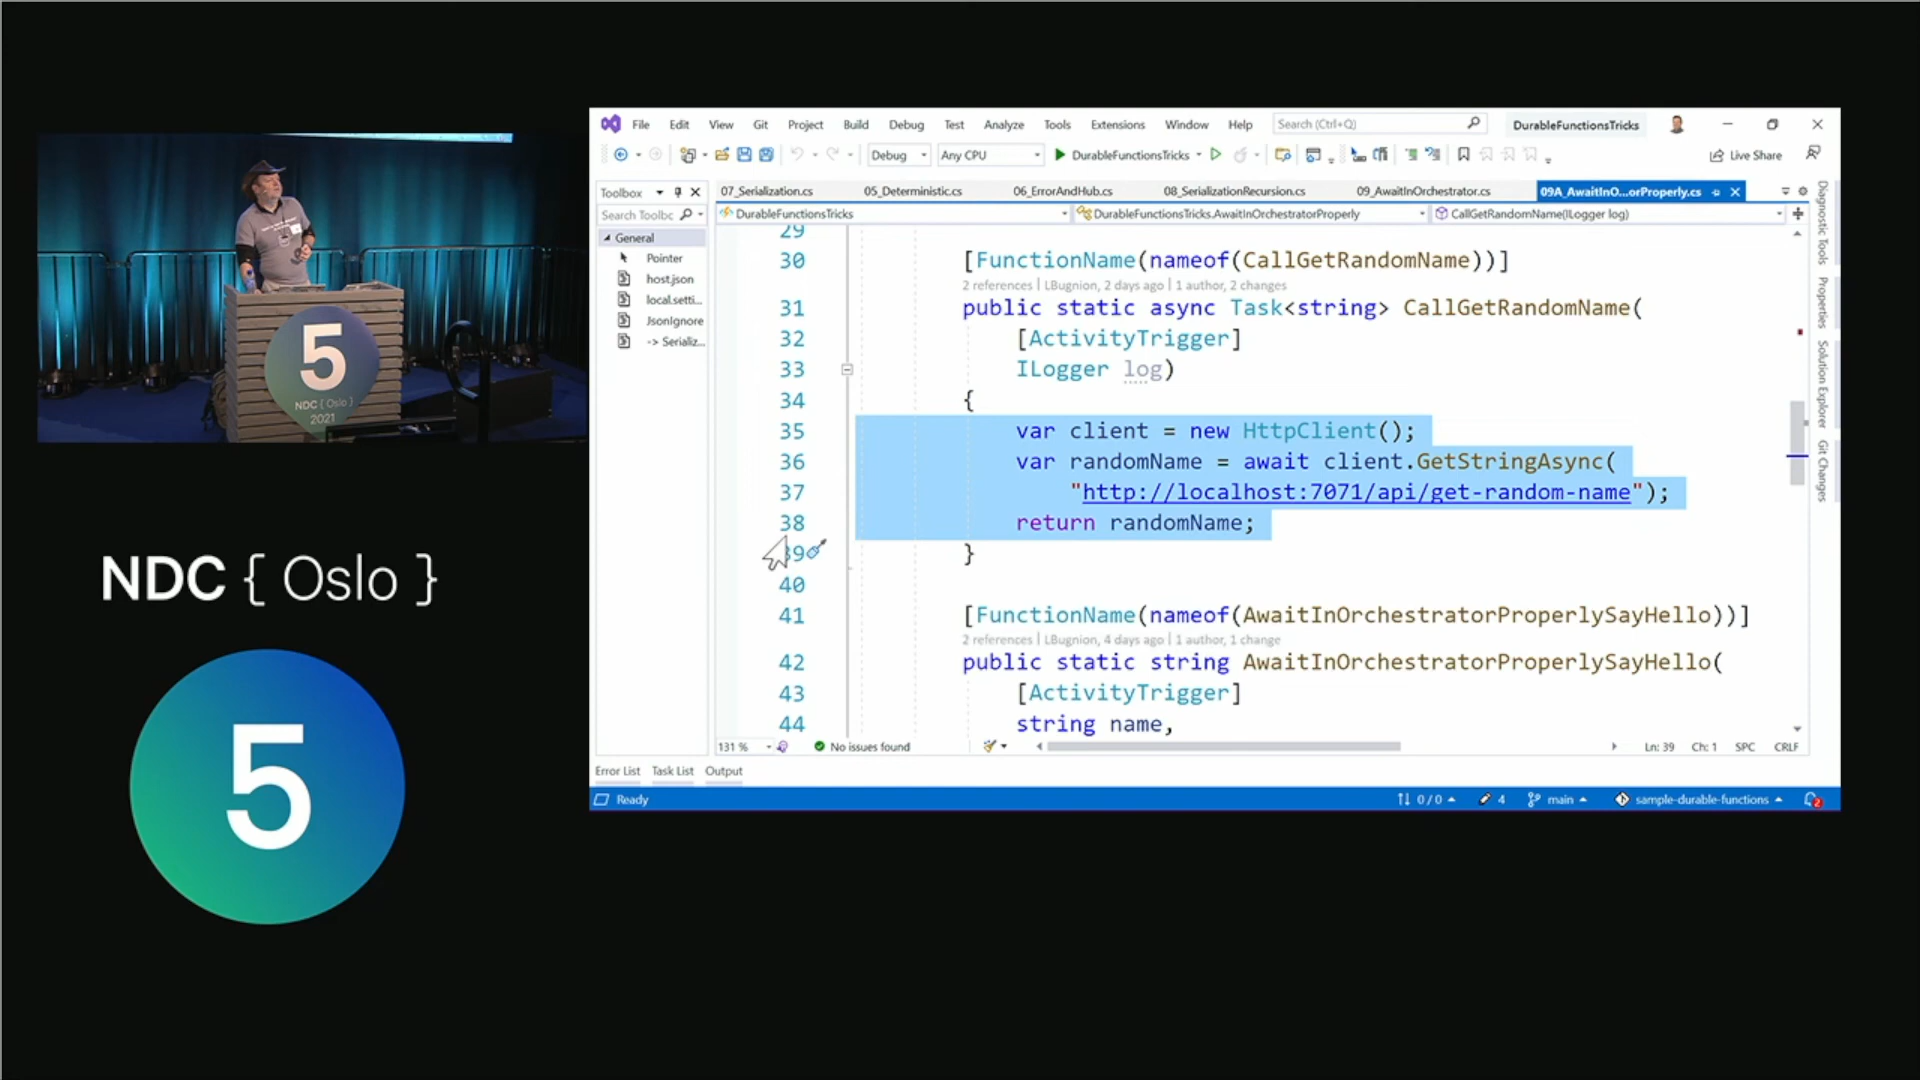 5
NDC { Oslo }
2021
NDC { Oslo }
5
File Edit View Git Project Build Debug Test Analyze Tools Extensions Window Help Search (Ctrl+Q) DurableFunctionsTricks
Debug Any CPU DurableFunctionsTricks Live Share
Toolbox
Search Toolbc
General
Pointer
host.json
local.setti...
JsonIgnore
-> Serializ...
07_Serialization.cs 05_Deterministic.cs 06_ErrorAndHub.cs 08_SerializationRecursion.cs 09_AwaitInOrchestrator.cs 09A_AwaitInO...orProperly.cs
DurableFunctionsTricks DurableFunctionsTricks.AwaitInOrchestratorProperly CallGetRandomName(ILogger log)
29
30 [FunctionName(nameof(CallGetRandomName))]
2 references | LBugnion, 2 days ago | 1 author, 2 changes
31 public static async Task<string> CallGetRandomName(
32 [ActivityTrigger]
33 ILogger log)
34 {
35 var client = new HttpClient();
36 var randomName = await client.GetStringAsync(
37 "http://localhost:7071/api/get-random-name");
38 return randomName;
39 }
40
41 [FunctionName(nameof(AwaitInOrchestratorProperlySayHello))]
2 references | LBugnion, 4 days ago | 1 author, 1 change
42 public static string AwaitInOrchestratorProperlySayHello(
43 [ActivityTrigger]
44 string name,
131 % No issues found Ln: 39 Ch: 1 SPC CRLF
Error List Task List Output
Ready 0 / 0 4 main sample-durable-functions 2
Diagnostic Tools
Properties
Solution Explorer
Git Changes